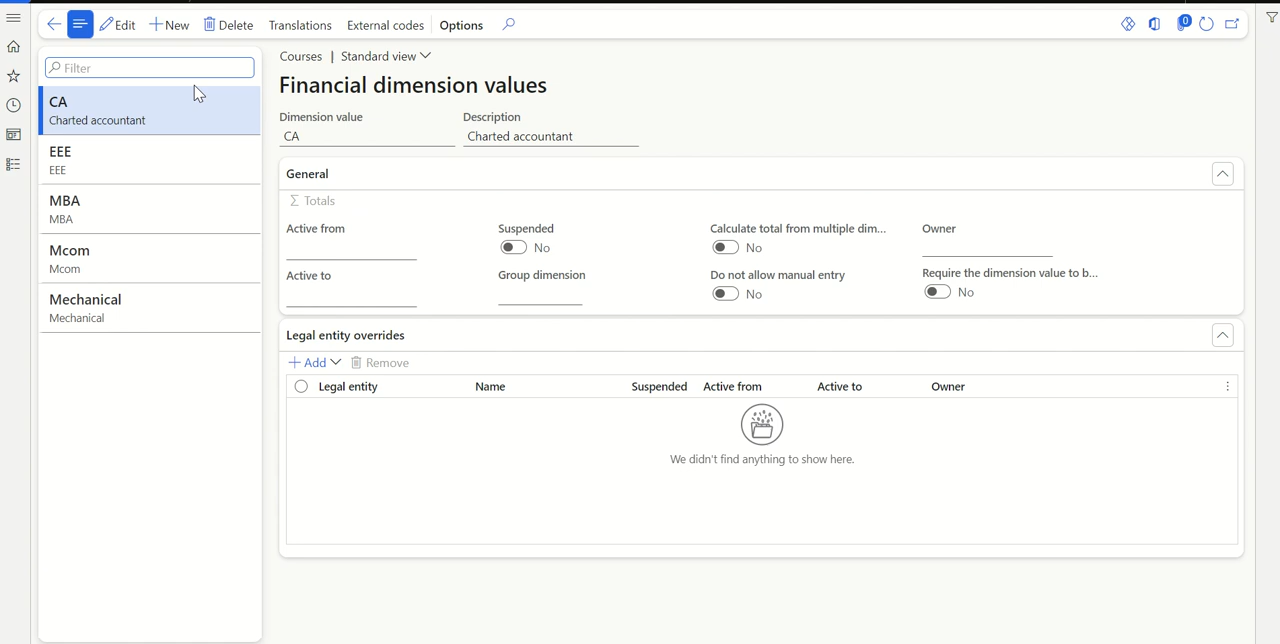 Edit New Delete Translations External codes Options 0
Filter
CA
Charted accountant
EEE
EEE
MBA
MBA
Mcom
Mcom
Mechanical
Mechanical
Courses | Standard view
Financial dimension values
Dimension value Description
CA Charted accountant
General
Σ Totals
Active from Suspended Calculate total from multiple dim... Owner
No No
Active to Group dimension Do not allow manual entry Require the dimension value to b...
No No
Legal entity overrides
+ Add Remove
Legal entity Name Suspended Active from Active to Owner
We didn't find anything to show here.